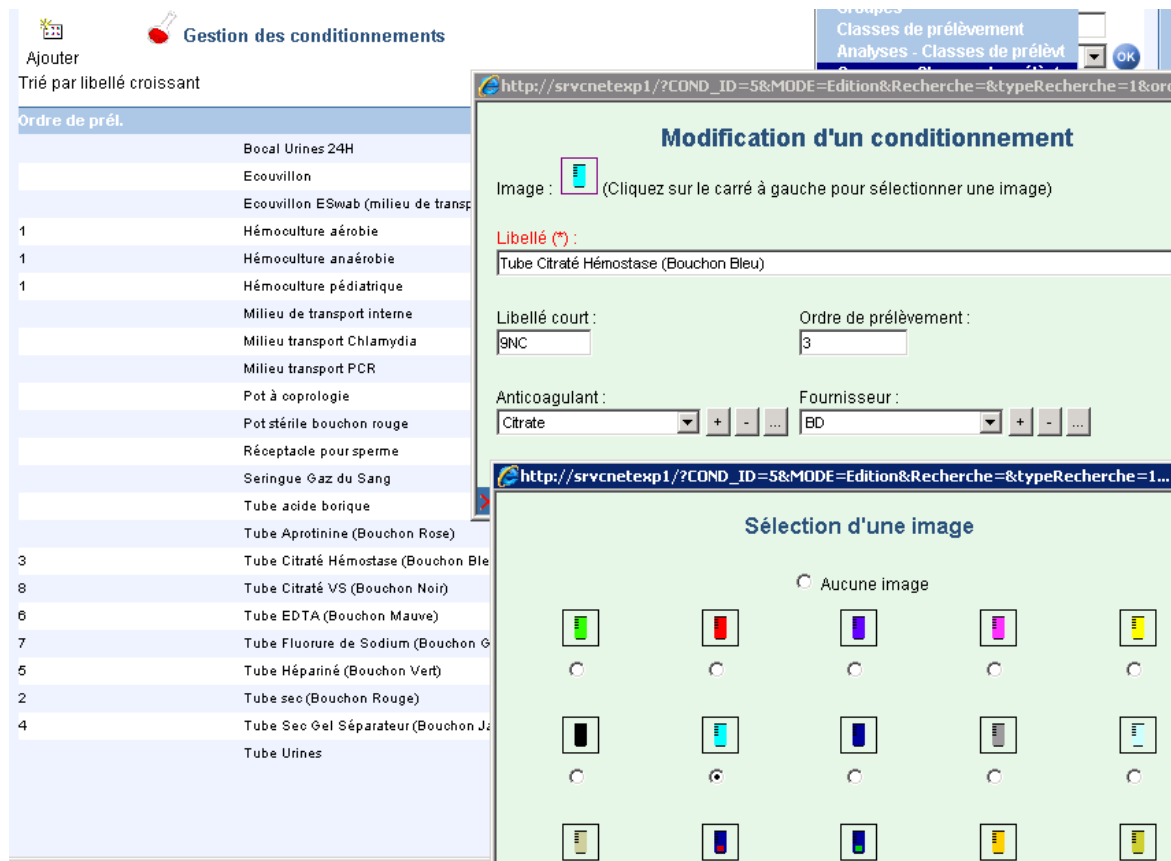 Groupes
Classes de prélèvement
Analyses - Classes de prélèvt
OK
Ajouter
Gestion des conditionnements
Trié par libellé croissant
Ordre de prél.
Bocal Urines 24H
Ecouvillon
Ecouvillon ESwab (milieu de transp
1 Hémoculture aérobie
1 Hémoculture anaérobie
1 Hémoculture pédiatrique
Milieu de transport interne
Milieu transport Chlamydia
Milieu transport PCR
Pot à coprologie
Pot stérile bouchon rouge
Réceptacle pour sperme
Seringue Gaz du Sang
Tube acide borique
Tube Aprotinine (Bouchon Rose)
3 Tube Citraté Hémostase (Bouchon Ble
8 Tube Citraté VS (Bouchon Noir)
6 Tube EDTA (Bouchon Mauve)
7 Tube Fluorure de Sodium (Bouchon G
5 Tube Hépariné (Bouchon Vert)
2 Tube sec (Bouchon Rouge)
4 Tube Sec Gel Séparateur (Bouchon Ja
Tube Urines
http://srvcnetexp1/?COND_ID=5&MODE=Edition&Recherche=&typeRecherche=1&ord
Modification d'un conditionnement
Image : (Cliquez sur le carré à gauche pour sélectionner une image)
Libellé (*) :
Tube Citraté Hémostase (Bouchon Bleu)
Libellé court : Ordre de prélèvement :
9NC 3
Anticoagulant : Fournisseur :
Citrate + - ... BD + - ...
http://srvcnetexp1/?COND_ID=5&MODE=Edition&Recherche=&typeRecherche=1...
Sélection d'une image
Aucune image